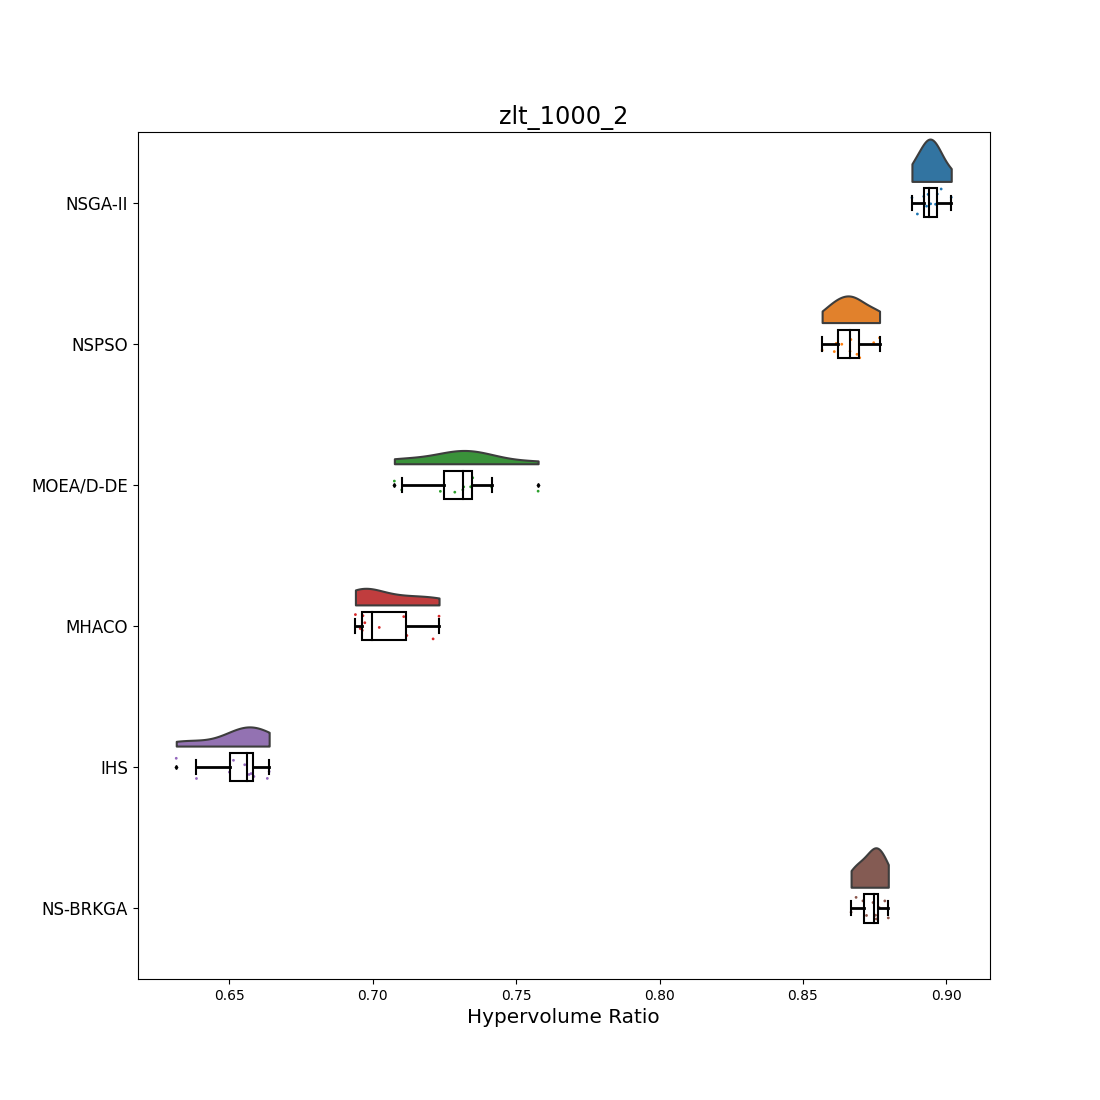 zlt_1000_2
NSGA-II
NSPSO
MOEA/D-DE
MHACO
IHS
NS-BRKGA
0.65 0.70 0.75 0.80 0.85 0.90
Hypervolume Ratio